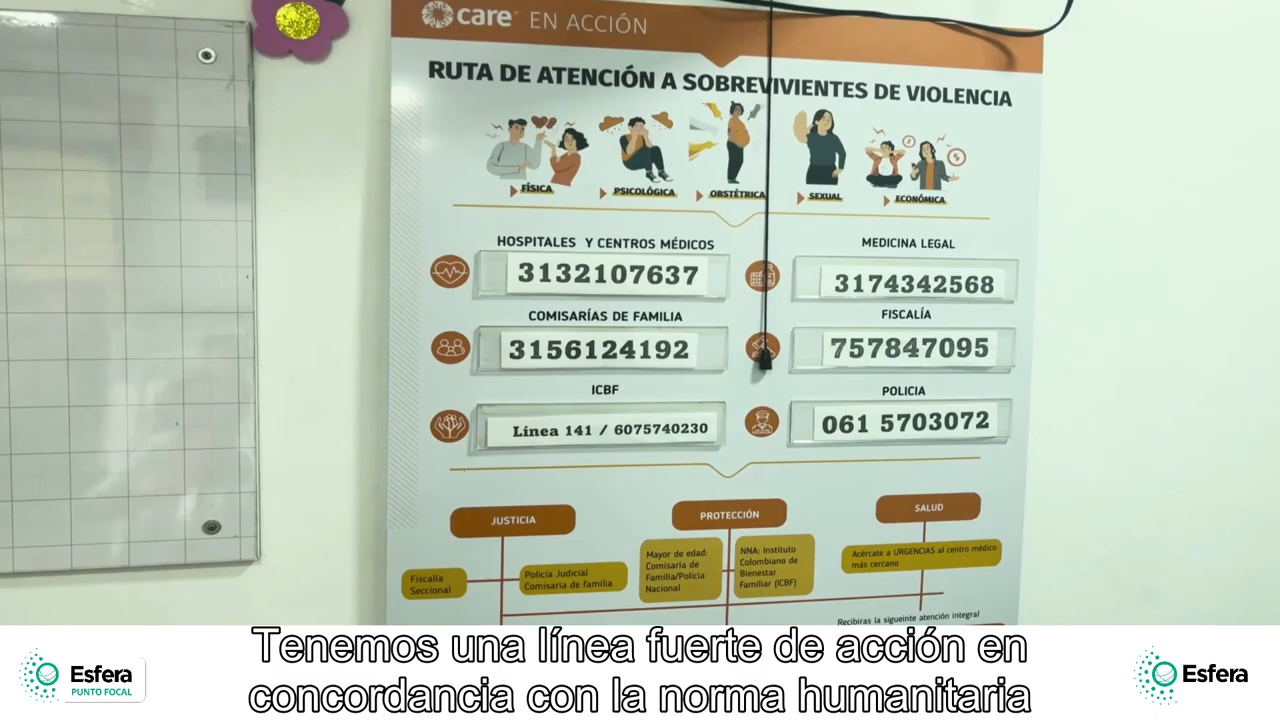 care EN ACCIÓN
RUTA DE ATENCIÓN A SOBREVIVIENTES DE VIOLENCIA
FÍSICA
PSICOLÓGICA
OBSTÉTRICA
SEXUAL
ECONÓMICA
HOSPITALES Y CENTROS MÉDICOS
3132107637
MEDICINA LEGAL
3174342568
COMISARÍAS DE FAMILIA
3156124192
FISCALÍA
757847095
ICBF
Línea 141 / 6075740230
POLICIA
061 5703072
JUSTICIA
Fiscalía
Seccional
Policía Judicial
Comisaria de familia
PROTECCIÓN
Mayor de edad:
Comisaria de
Familia/Policía
Nacional
NNA: Instituto
Colombiano de
Bienestar
Familiar (ICBF)
SALUD
Acércate a URGENCIAS al centro médico
más cercano
Recibiras la sigueinte atención integral
Tenemos una línea fuerte de acción en
concordancia con la norma humanitaria
Esfera
PUNTO FOCAL
Esfera